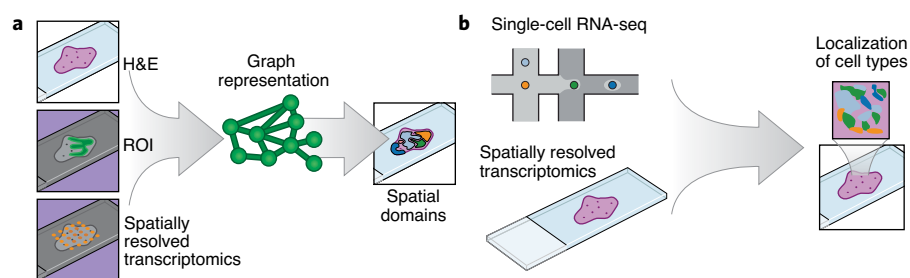 a
H&E
ROI
Spatially
resolved
transcriptomics
Graph
representation
Spatial
domains
b
Single-cell RNA-seq
Spatially resolved
transcriptomics
Localization
of cell types